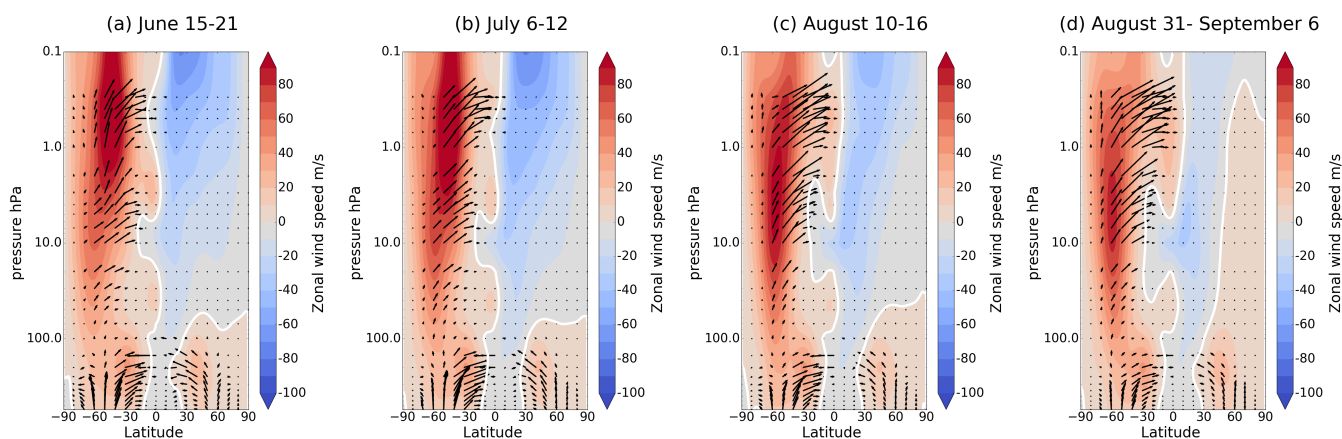 (a) June 15-21
0.1
1.0
10.0
100.0
pressure hPa
−90 −60 −30 0 30 60 90
Latitude
80
60
40
20
0
-20
-40
-60
-80
-100
Zonal wind speed m/s
(b) July 6-12
0.1
1.0
10.0
100.0
pressure hPa
−90 −60 −30 0 30 60 90
Latitude
80
60
40
20
0
-20
-40
-60
-80
-100
Zonal wind speed m/s
(c) August 10-16
0.1
1.0
10.0
100.0
pressure hPa
−90 −60 −30 0 30 60 90
Latitude
80
60
40
20
0
-20
-40
-60
-80
-100
Zonal wind speed m/s
(d) August 31- September 6
0.1
1.0
10.0
100.0
pressure hPa
−90 −60 −30 0 30 60 90
Latitude
80
60
40
20
0
-20
-40
-60
-80
-100
Zonal wind speed m/s